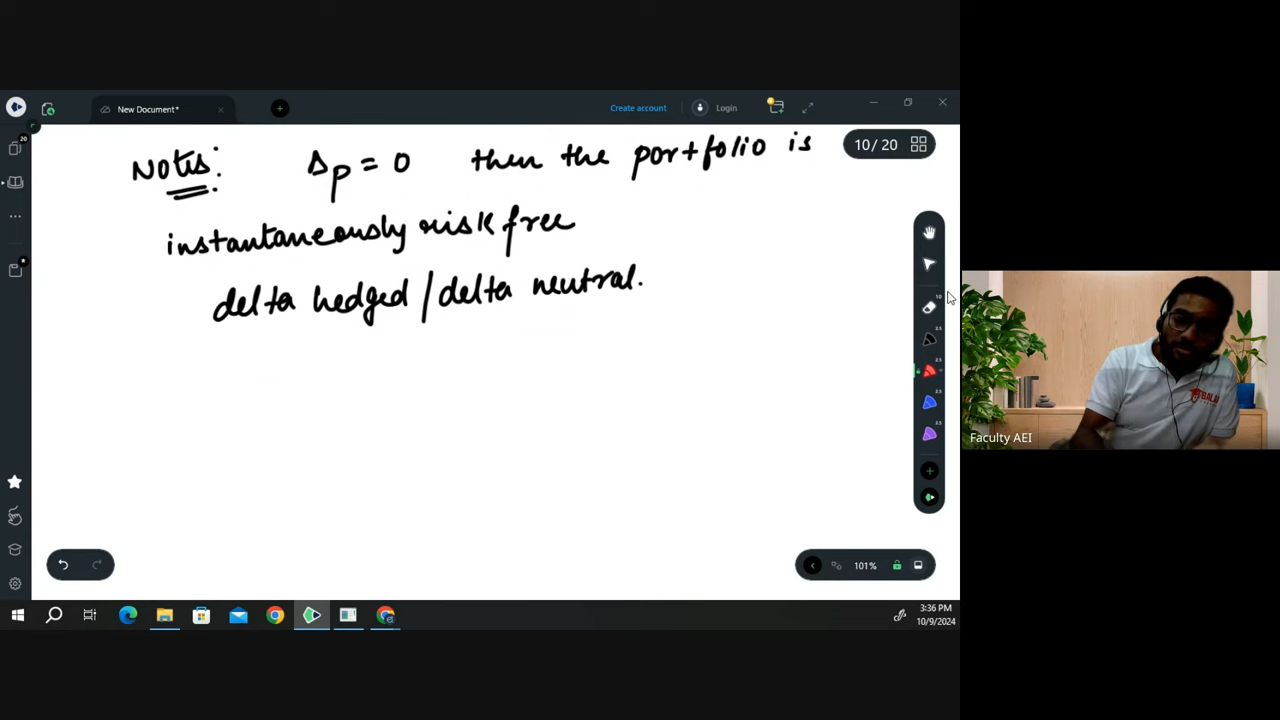 New Document*
Create account
Login
Notes: Δp = 0 then the portfolio is
10/20
instantaneously risk free
delta hedged / delta neutral.
Faculty AEI
101%
3:36 PM
10/9/2024